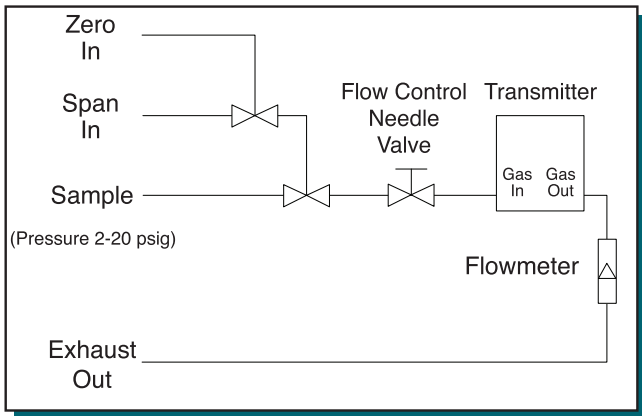 Zero
In
Span
In
Sample
(Pressure 2-20 psig)
Flow Control
Needle
Valve
Transmitter
Gas
In
Gas
Out
Flowmeter
Exhaust
Out